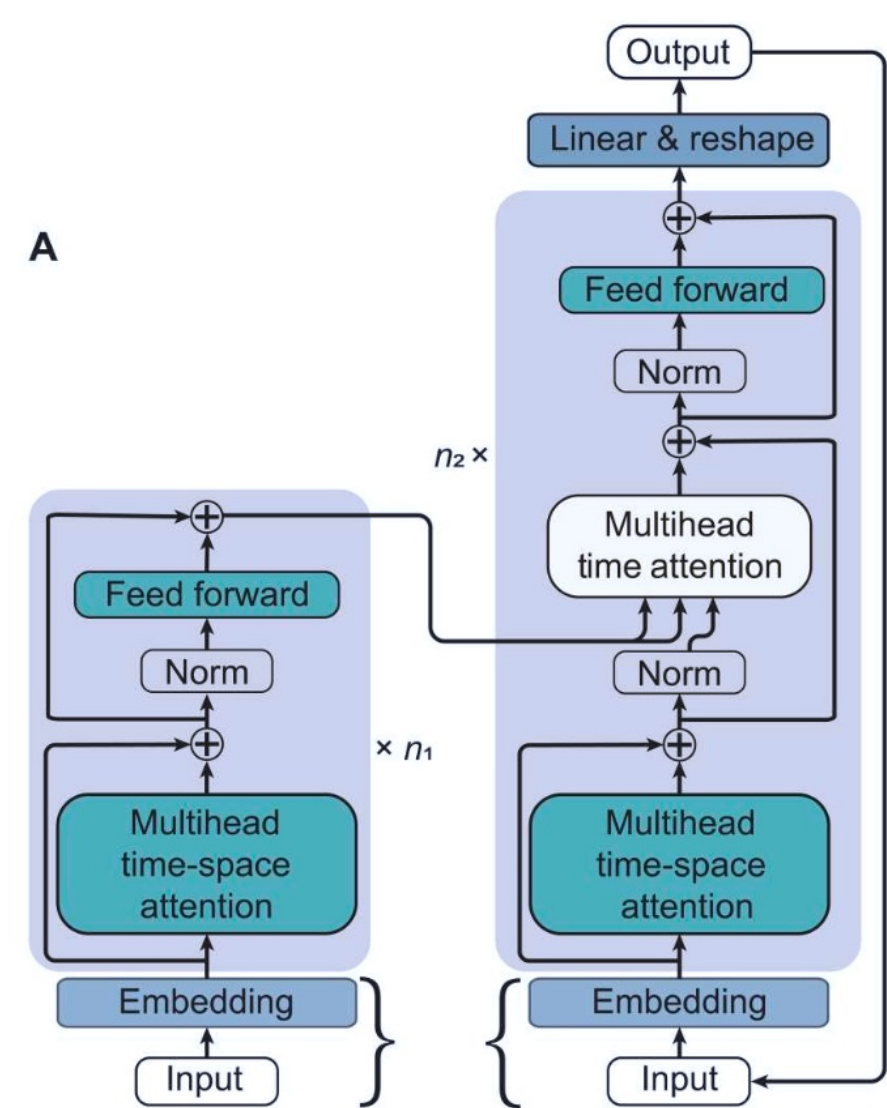 A
Output
Linear & reshape
Feed forward
Norm
n₂ ×
Multihead
time attention
Norm
Multihead
time-space
attention
Embedding
Input
Feed forward
Norm
× n₁
Multihead
time-space
attention
Embedding
Input